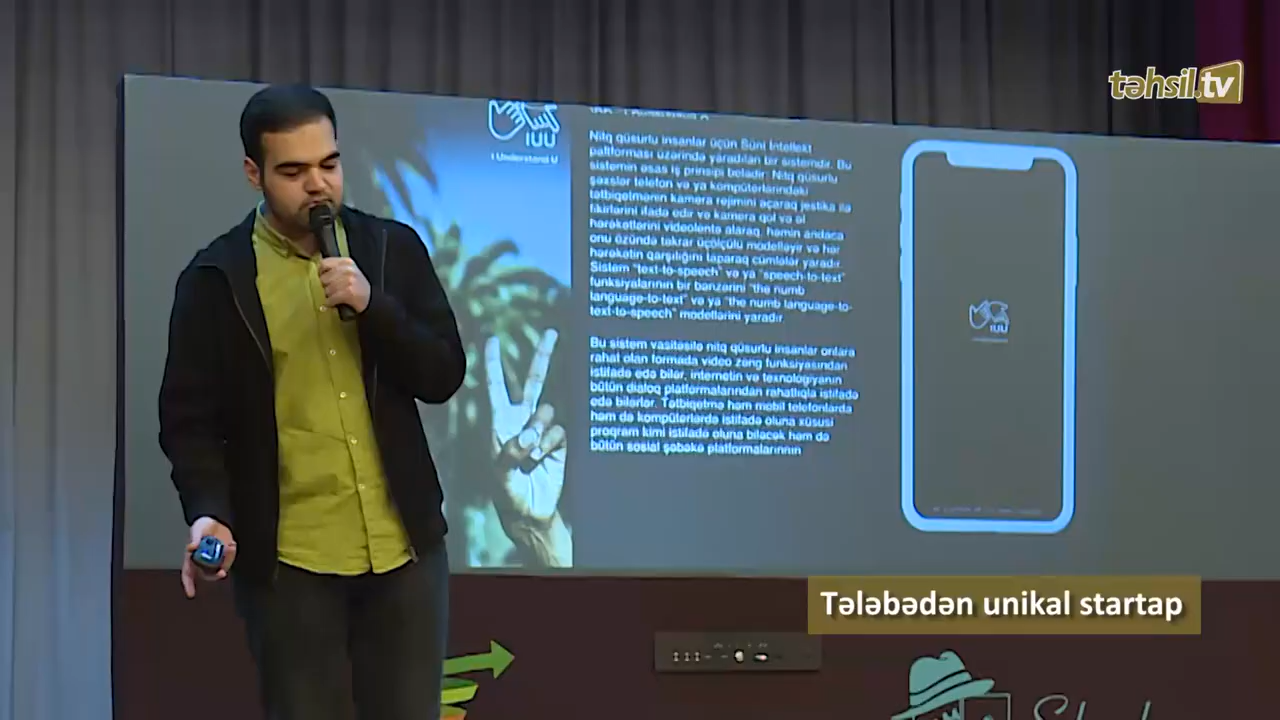 təhsil.tv
IUU
I Understand U
Nitq qüsurlu insanlar üçün Süni İntellekt
paltforması üzərində yaradılan bir sistemdir. Bu
sistemin əsas iş prinsipi belədir: Nitq qüsurlu
şəxslər telefon və ya kompüterlərindəki
tətbiqetmənin kamera rejimini açaraq jestika ilə
fikirlərini ifadə edir və kamera qol və əl
hərəkətlərini videolentə alaraq, həmin andaca
onu özündə təkrar üçölçülü modelləyir və hər
hərəkətin qarşılığını taparaq cümlələr yaradır.
Sistem "text-to-speech" və ya "speech-to-text"
funksiyalarının bir bənzərini "the numb
language-to-text" və ya "the numb language-to-
text-to-speech" modellərini yaradır.
Bu sistem vasitəsilə nitq qüsurlu insanlar onlara
rahat olan formada video zəng funksiyasından
istifadə edə bilər, internetin və texnologiyanın
bütün dialoq platformalarından rahatlıqla istifadə
edə bilərlər. Tətbiqetmə həm mobil telefonlarda
həm də kompüterlərdə istifadə oluna xüsusi
proqram kimi istifadə oluna biləcək həm də
bütün sosial şəbəkə platformalarının
IUU
Tələbədən unikal startap